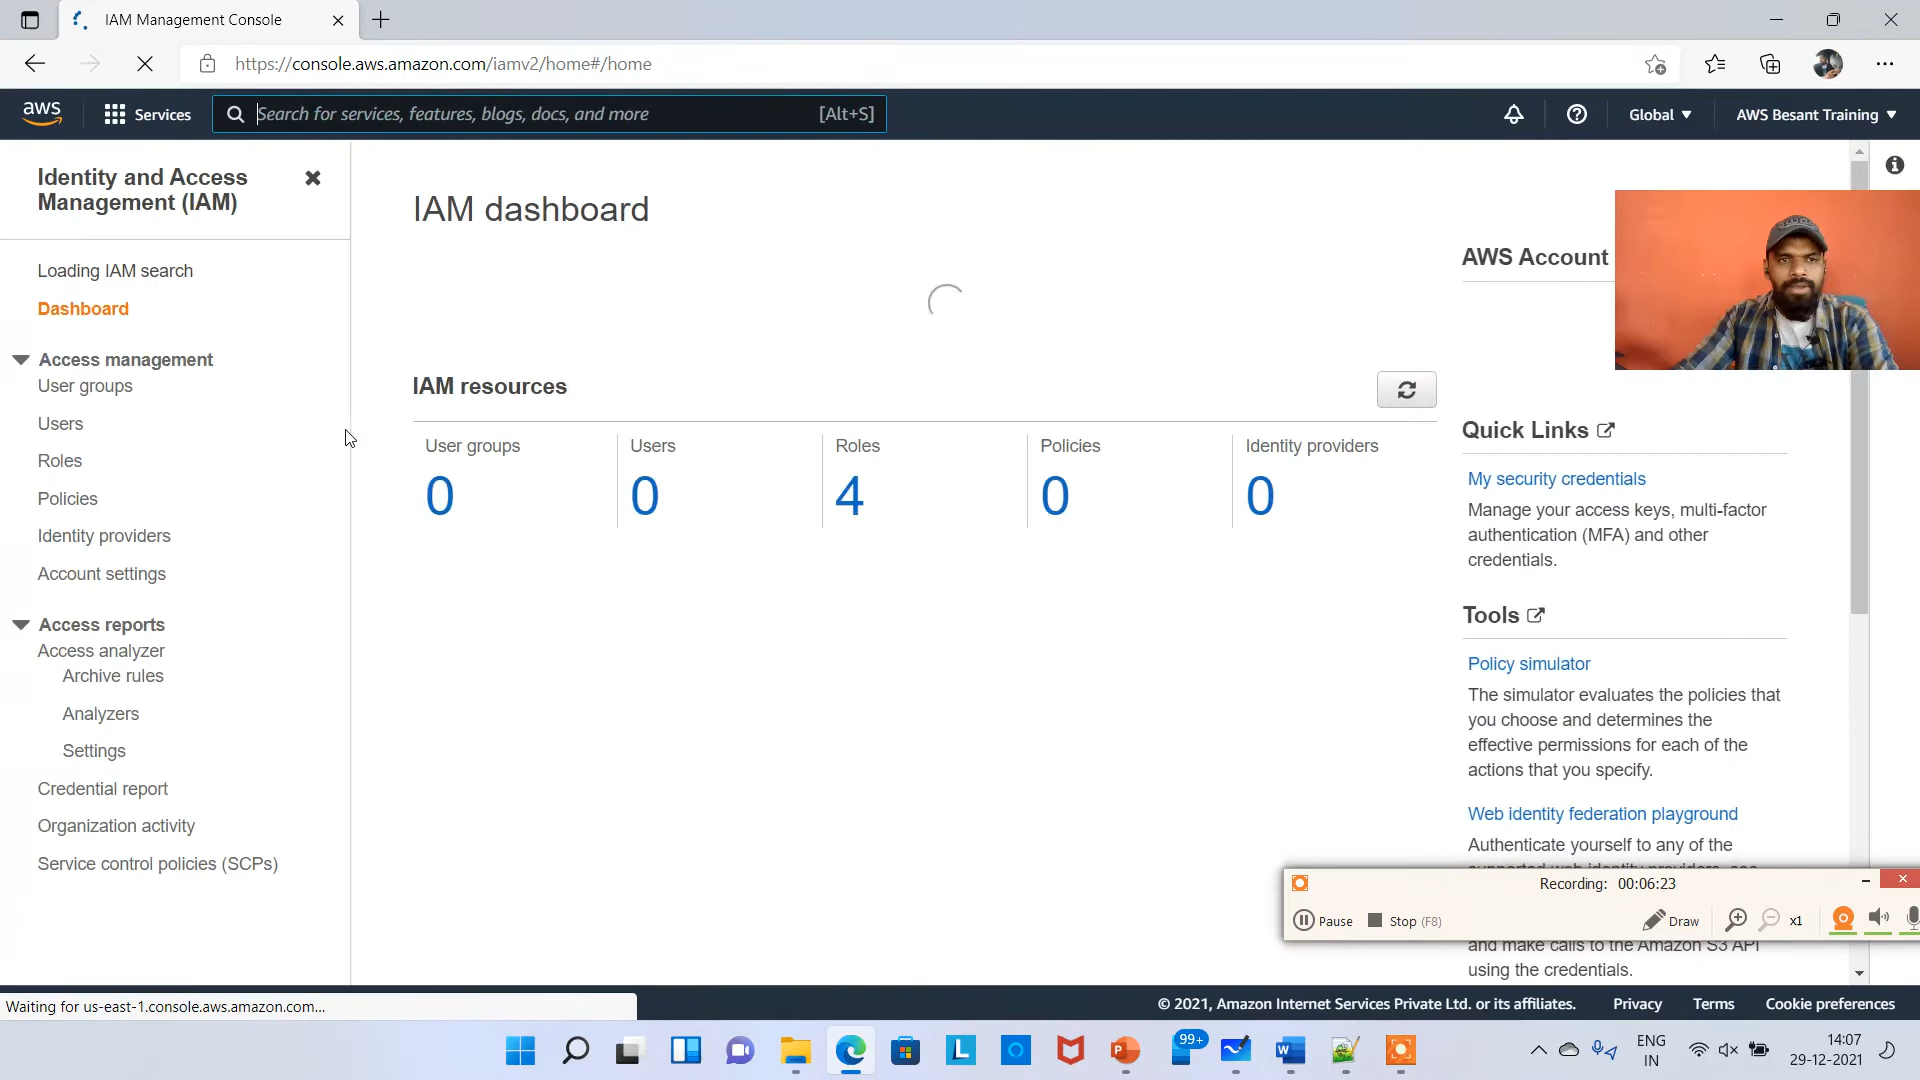 IAM Management Console
https://console.aws.amazon.com/iamv2/home#/home
aws
Services
Search for services, features, blogs, docs, and more
[Alt+S]
Global
AWS Besant Training
Identity and Access
Management (IAM)
Loading IAM search
Dashboard
Access management
User groups
Users
Roles
Policies
Identity providers
Account settings
Access reports
Access analyzer
Archive rules
Analyzers
Settings
Credential report
Organization activity
Service control policies (SCPs)
IAM dashboard
IAM resources
User groups
0
Users
0
Roles
4
Policies
0
Identity providers
0
AWS Account
Quick Links
My security credentials
Manage your access keys, multi-factor
authentication (MFA) and other
credentials.
Tools
Policy simulator
The simulator evaluates the policies that
you choose and determines the
effective permissions for each of the
actions that you specify.
Web identity federation playground
Authenticate yourself to any of the
Recording: 00:06:23
Pause
Stop (F8)
Draw
x1
and make calls to the Amazon S3 API
using the credentials.
Waiting for us-east-1.console.aws.amazon.com...
© 2021, Amazon Internet Services Private Ltd. or its affiliates.
Privacy
Terms
Cookie preferences
99+
ENG
IN
14:07
29-12-2021